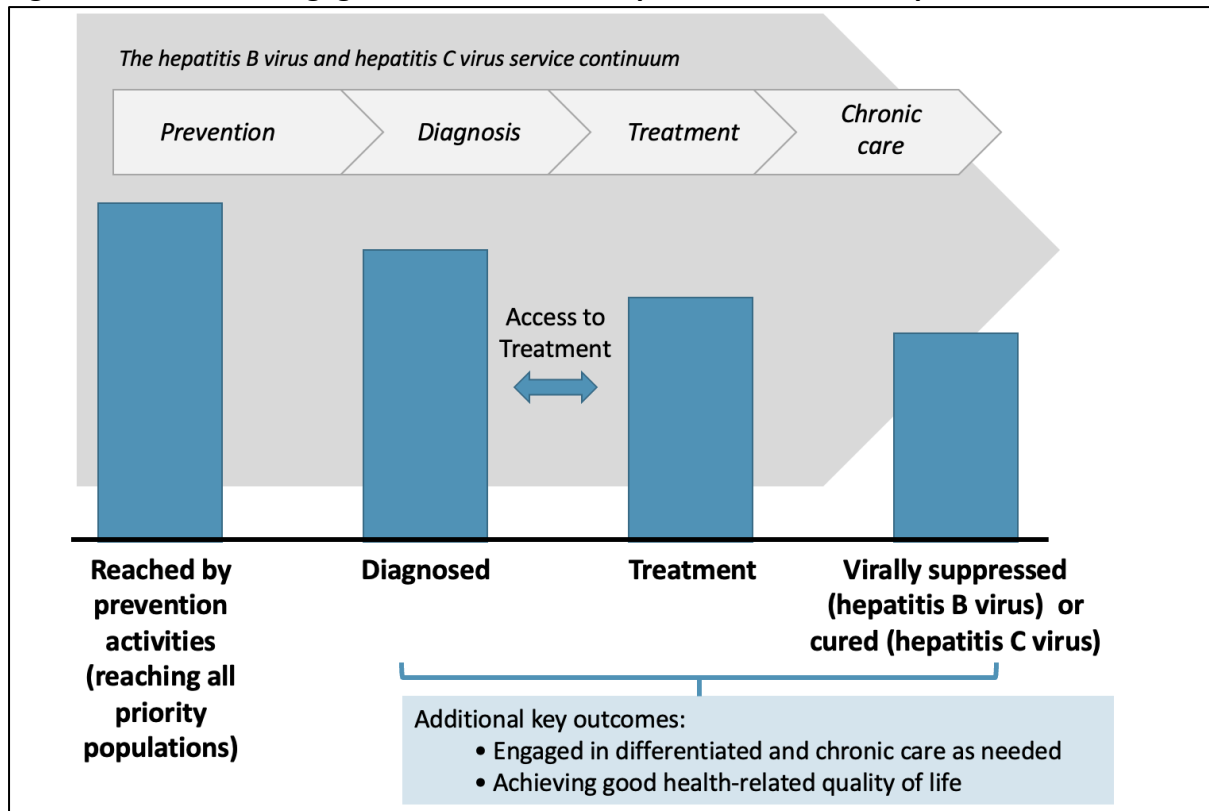 The hepatitis B virus and hepatitis C virus service continuum
Prevention
Diagnosis
Treatment
Chronic
care
Access to
Treatment
Reached by
prevention
activities
(reaching all
priority
populations)
Diagnosed
Treatment
Virally suppressed
(hepatitis B virus) or
cured (hepatitis C virus)
Additional key outcomes:
• Engaged in differentiated and chronic care as needed
• Achieving good health-related quality of life